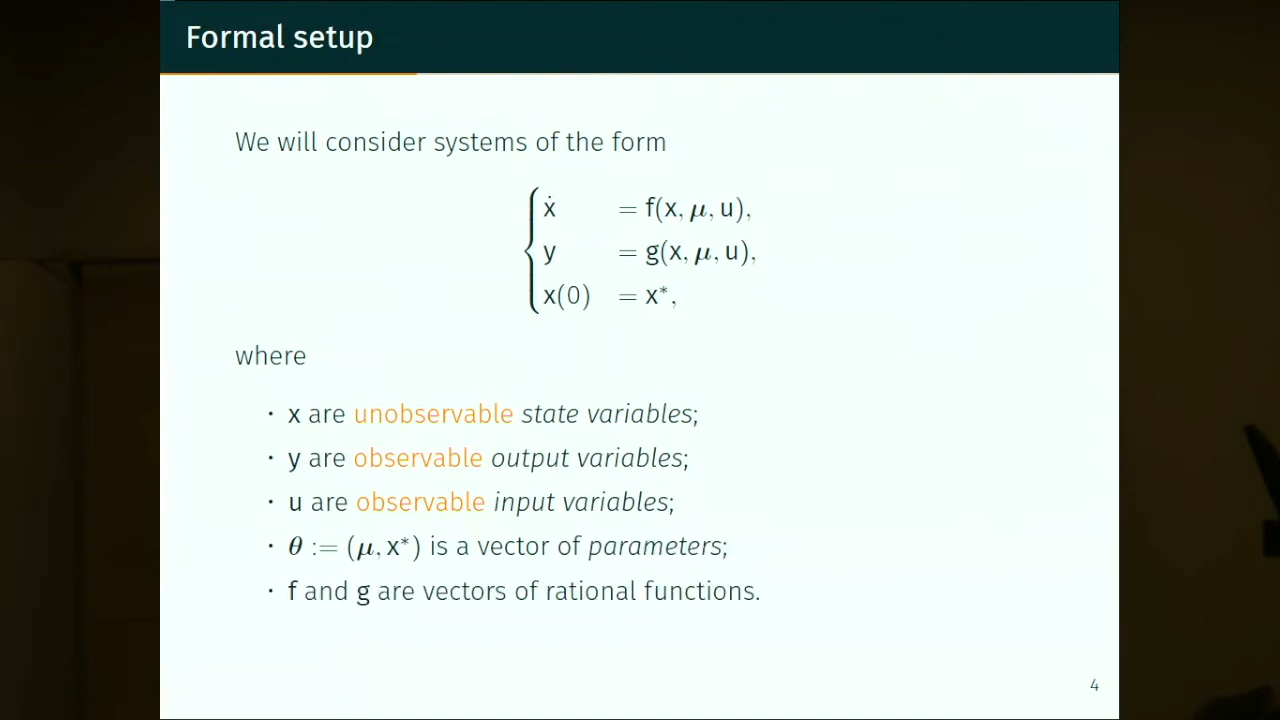 Formal setup
We will consider systems of the form
ẋ = f(x, μ, u),
y = g(x, μ, u),
x(0) = x*,
where
· x are unobservable state variables;
· y are observable output variables;
· u are observable input variables;
· θ := (μ, x*) is a vector of parameters;
· f and g are vectors of rational functions.
4